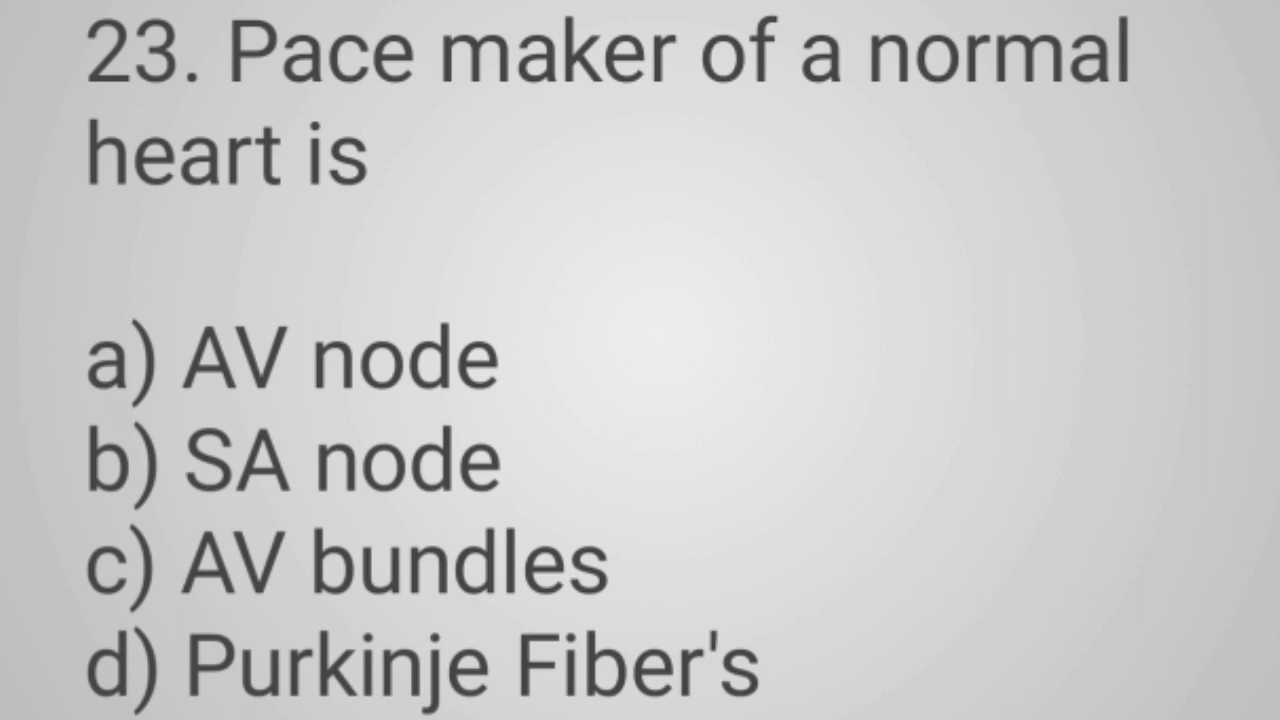 23. Pace maker of a normal
heart is
a) AV node
b) SA node
c) AV bundles
d) Purkinje Fiber's